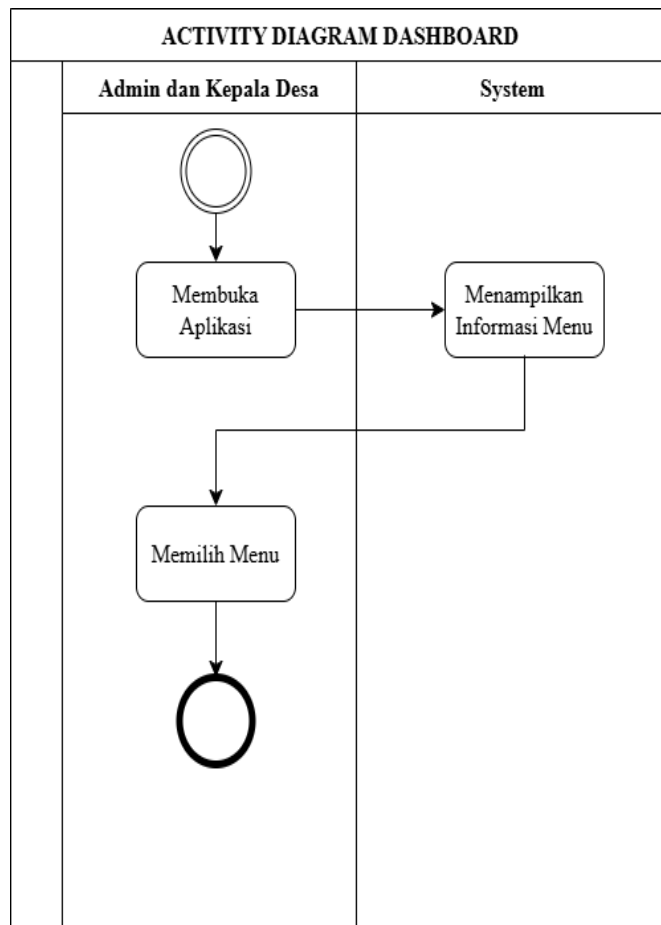 ACTIVITY DIAGRAM DASHBOARD
Admin dan Kepala Desa
System
Membuka
Aplikasi
Menampilkan
Informasi Menu
Memilih Menu